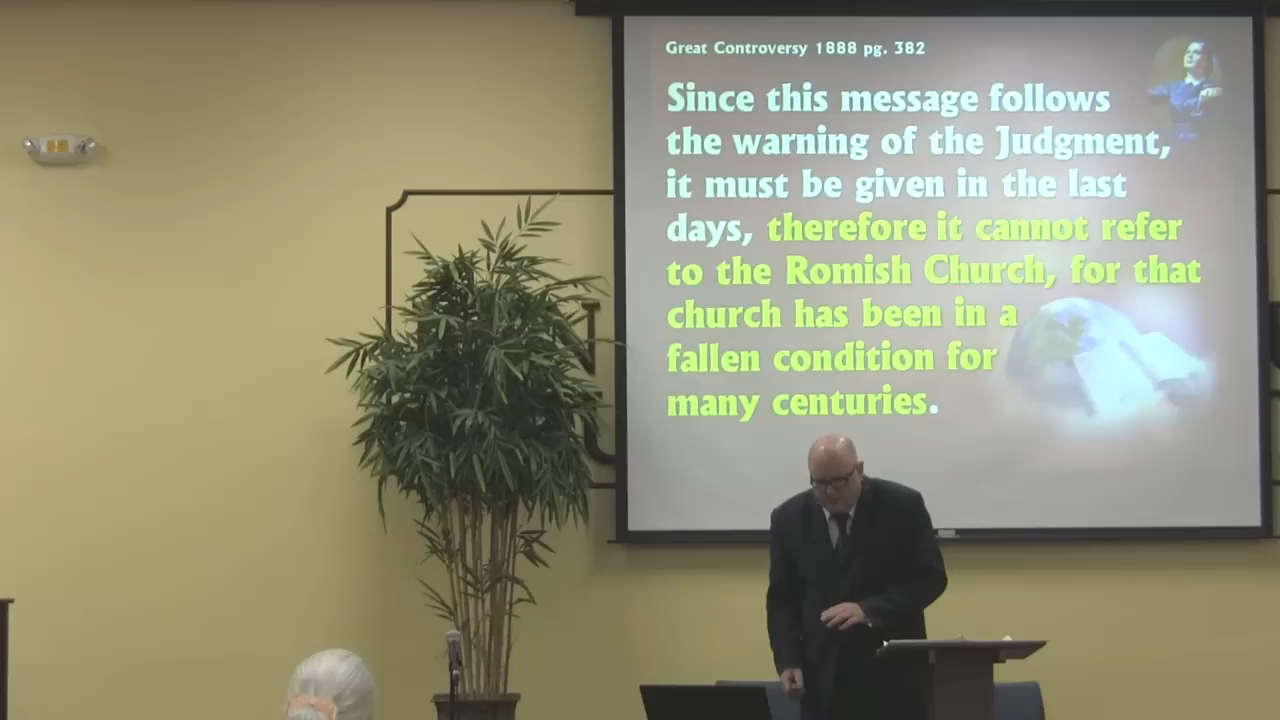 Great Controversy 1888 pg. 382
Since this message follows
the warning of the Judgment,
it must be given in the last
days, therefore it cannot refer
to the Romish Church, for that
church has been in a
fallen condition for
many centuries.